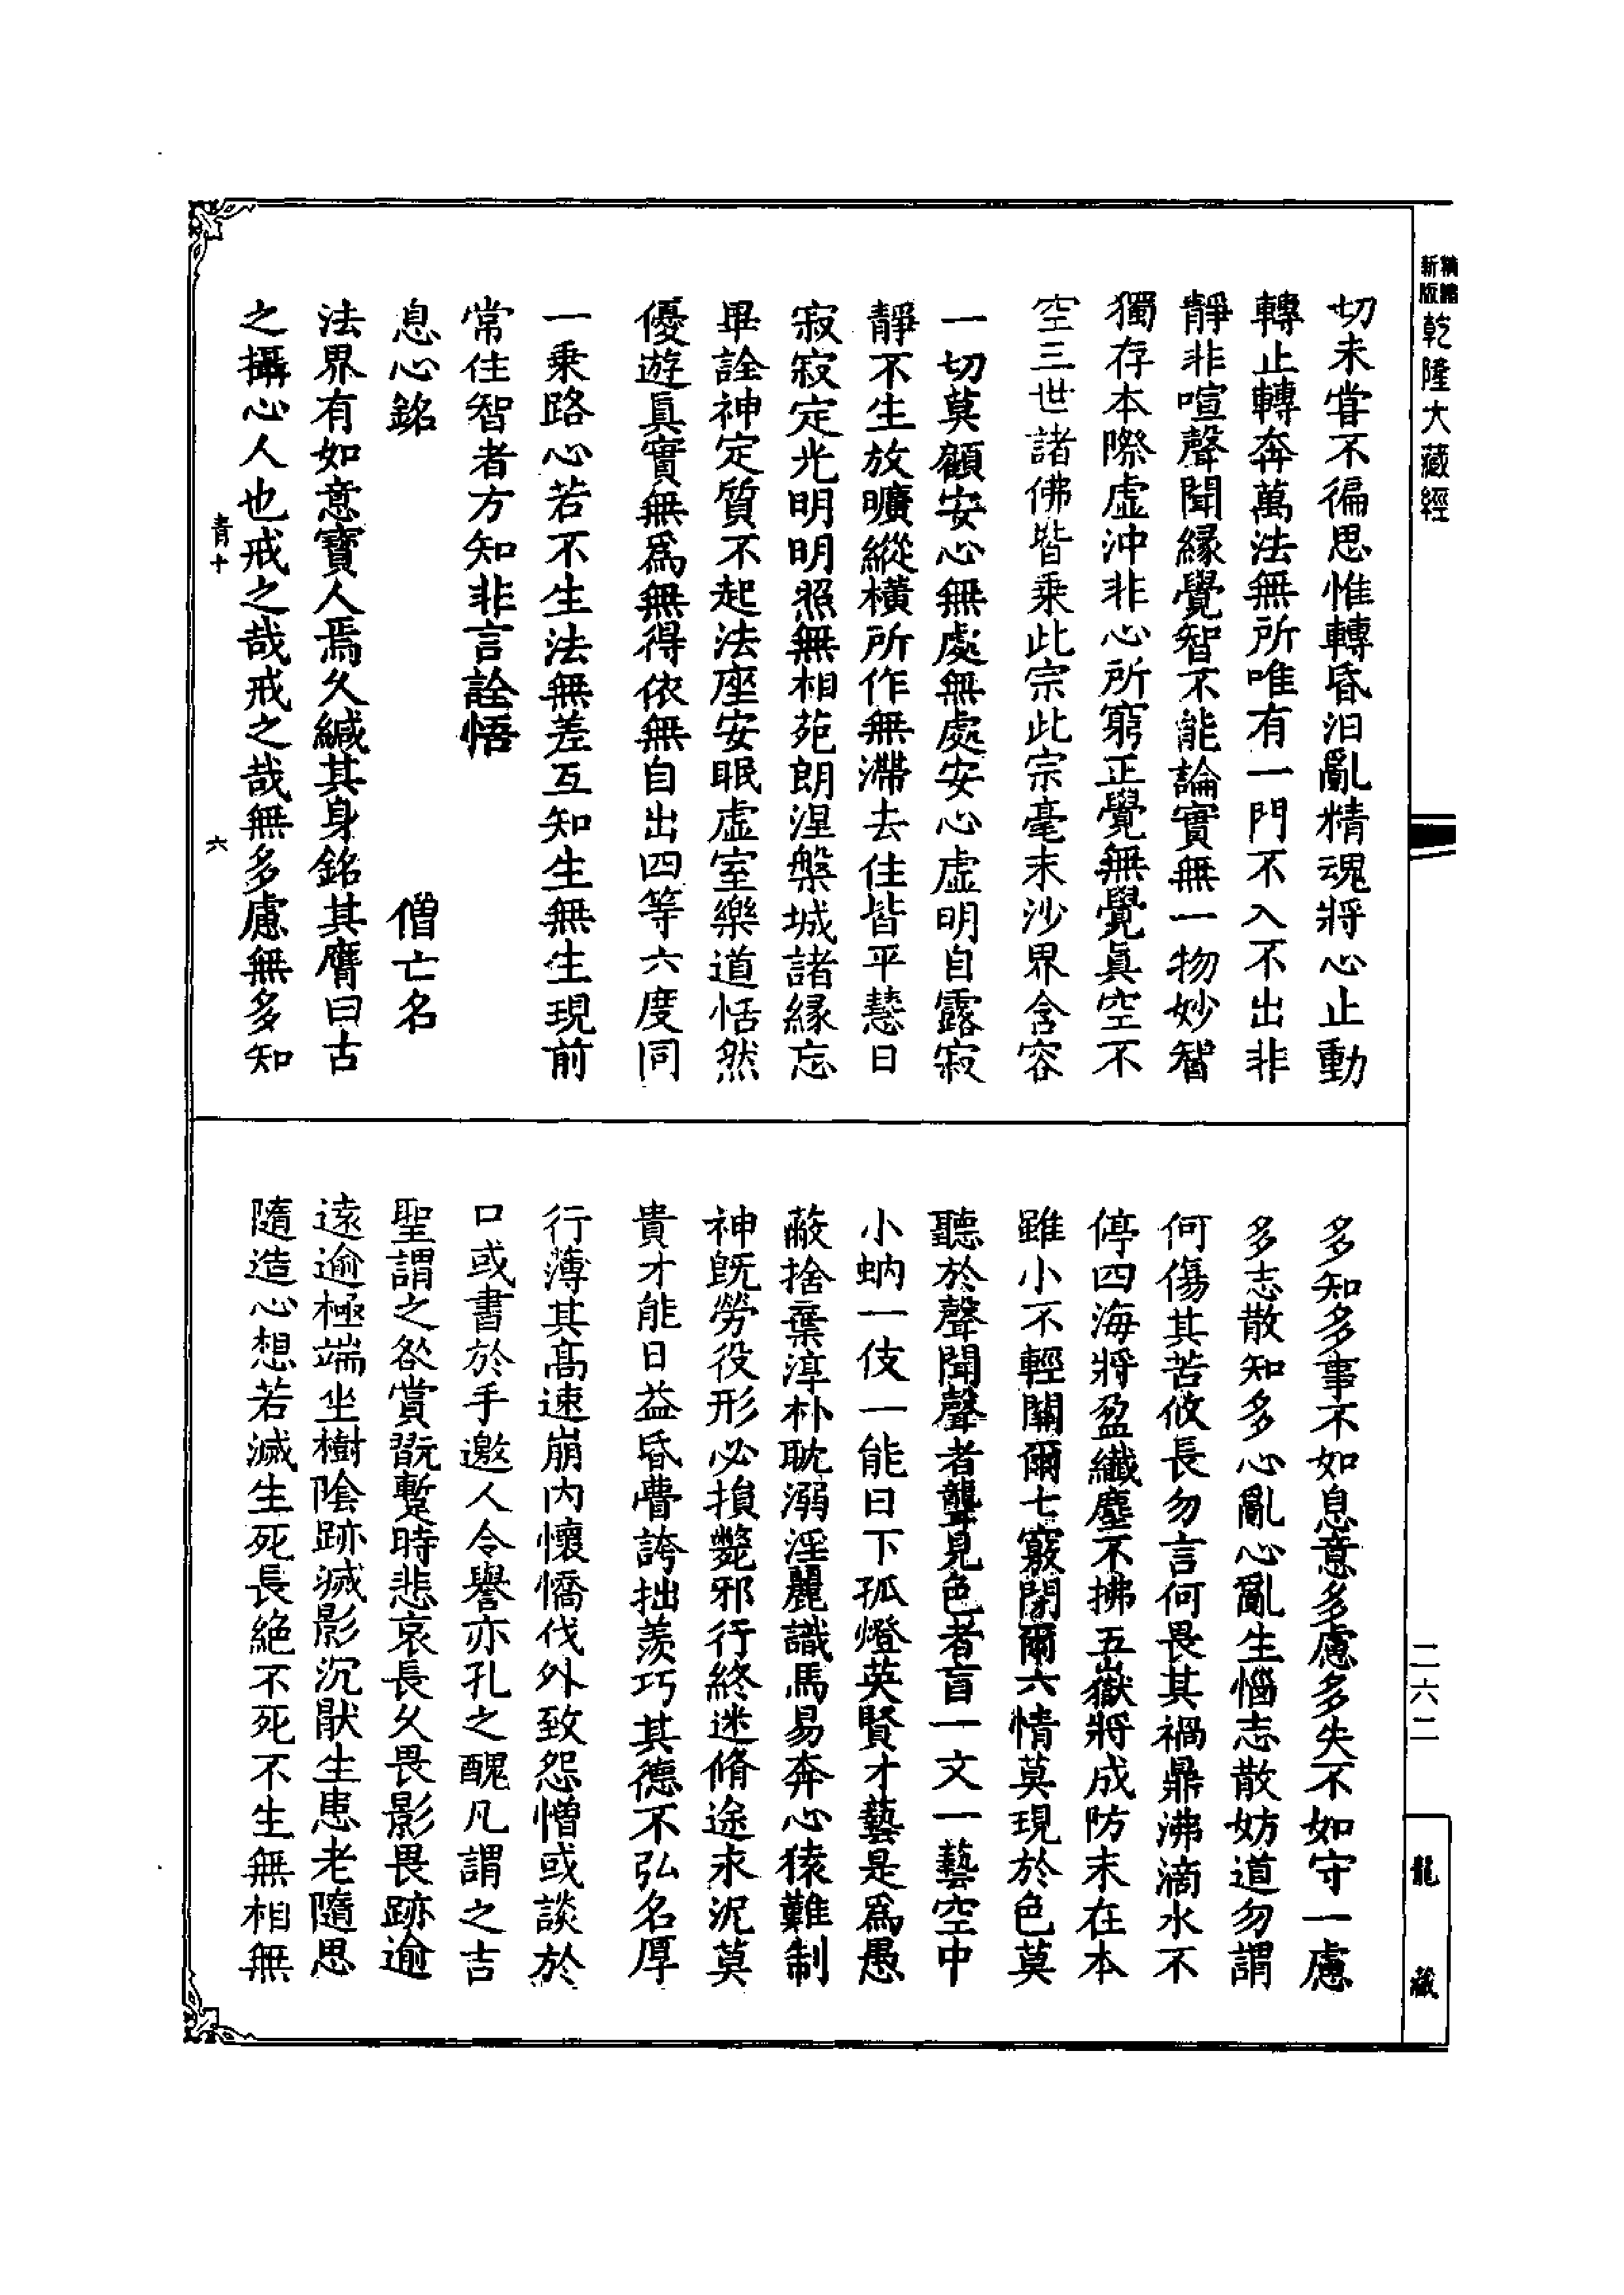 新版
乾隆大藏經
二六二
龍藏
切未嘗不徧思惟轉昏汩亂精魂將心止動
轉止轉奔萬法無所唯有一門不入不出非
靜非喧聲聞緣覺智不能論實無一物妙智
獨存本際虛沖非心所窮正覺無覺眞空不
空三世諸佛皆乘此宗此宗毫末沙界含容
一切莫顧安心無處無處安心虛明自露寂
靜不生放曠縱橫所作無滯去住皆平慧日
寂寂定光明明照無相苑朗涅槃城諸緣忘
畢詮神定質不起法座安眠虛室樂道恬然
優遊眞實無爲無得依無自出四等六度同
一乘路心若不生法無差互知生無生現前
常住智者方知非言詮悟
息心銘 僧亡名
法界有如意寶人焉久緘其身銘其膺曰古
之攝心人也戒之哉戒之哉無多慮無多知
青十
六
多知多事不如息意多慮多失不如守一慮
多志散知多心亂心亂生惱志散妨道勿謂
何傷其苦攸長勿言何畏其禍鼎沸滴水不
停四海將盈纖塵不拂五嶽將成防末在本
雖小不輕關爾七竅閉爾六情莫現於色莫
聽於聲聞聲者聾見色者盲一文一藝空中
小蚋一伎一能日下孤燈英賢才藝是爲愚
蔽捨棄淳朴耽溺淫麗識馬易奔心猿難制
神既勞役形必損斃邪行終迷脩途永泥莫
貴才能日益昏瞢誇拙羨巧其德不弘名厚
行薄其高速崩內懷憍伐外致怨憎或談於
口或書於手邀人令譽亦孔之醜凡謂之吉
聖謂之咎賞翫暫時悲哀長久畏影畏跡逾
遠逾極端坐樹陰跡滅影沉厭生患老隨思
隨造心想若滅生死長絕不死不生無相無